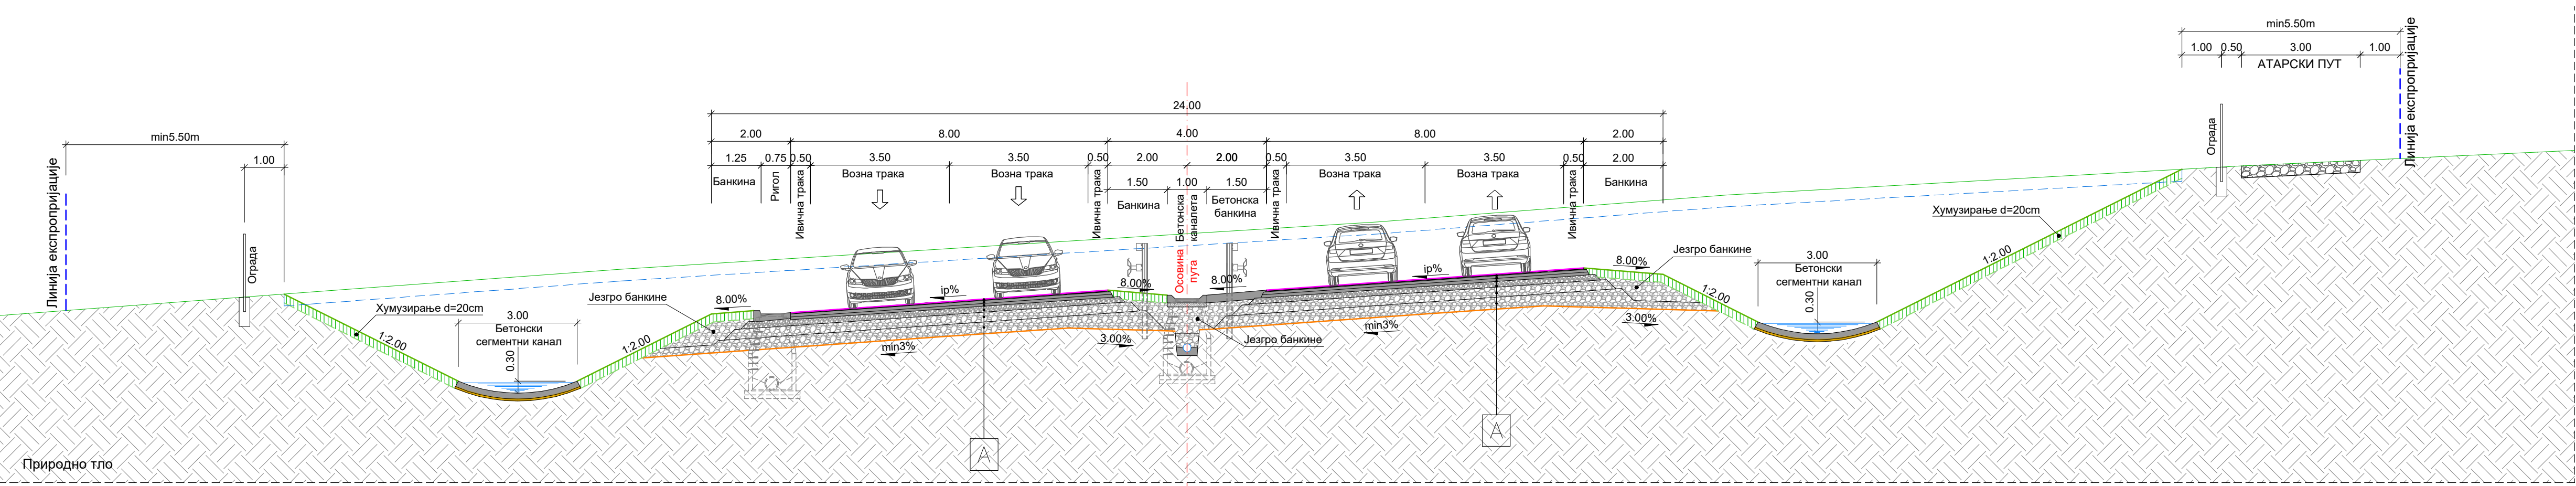 min5.50m
1.00 0.50 3.00 1.00
АТАРСКИ ПУТ
Линија експропријације
24.00
min5.50m
2.00 8.00 4.00 8.00 2.00
1.00
1.25 0.75 0.50 3.50 3.50 0.50 2.00 2.00 0.50 3.50 3.50 0.50 2.00
Банкина
Ригол
Ивична трака
Возна трака
Возна трака
Ивична трака
1.50 1.00 1.50
Банкина
Бетонска
каналета
Бетонска
банкина
Ивична трака
Возна трака
Возна трака
Ивична трака
Банкина
Ограда
Линија експропријације
Ограда
Осовина
пута
Хумузирање d=20cm
Језгро банкине
3.00
Бетонски
сегментни канал
0.30
8.00%
ip%
8.00%
8.00%
ip%
8.00%
Језгро банкине
Хумузирање d=20cm
3.00
Бетонски
сегментни канал
0.30
1:2.00
1:2.00
1:2.00
1:2.00
min3%
3.00%
Језгро банкине
min3%
3.00%
A
A
Природно тло